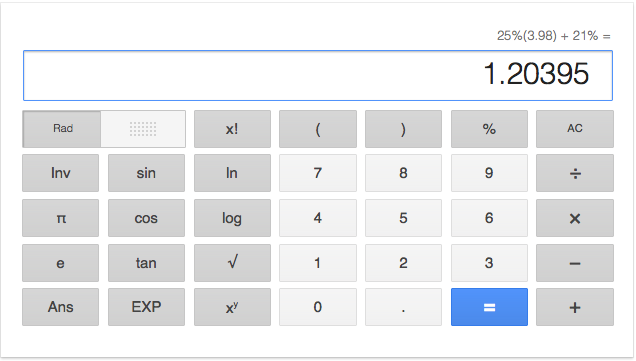 25%(3.98) + 21% =
1.20395
Rad x! ( ) % AC
Inv sin ln 7 8 9 ÷
π cos log 4 5 6 ×
e tan √ 1 2 3 −
Ans EXP xʸ 0 . = +